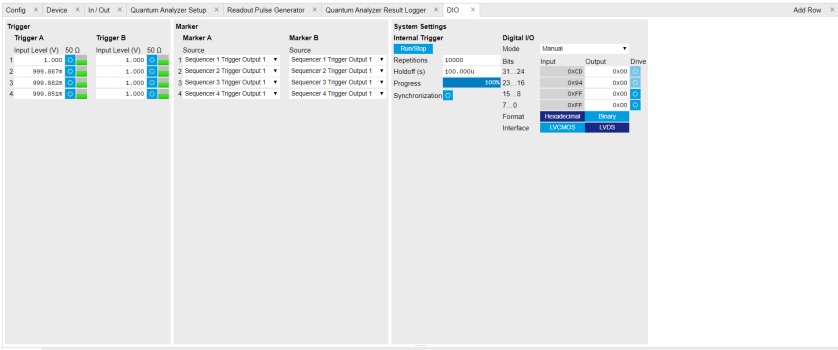 Config × Device × In / Out × Quantum Analyzer Setup × Readout Pulse Generator × Quantum Analyzer Result Logger × DIO × Add Row ×
Trigger
Trigger A Trigger B
Input Level (V) 50 Ω Input Level (V) 50 Ω
1 1.000 1.000
2 999.867m 1.000
3 999.882m 1.000
4 999.851m 1.000
Marker
Marker A Marker B
Source Source
1 Sequencer 1 Trigger Output 1 Sequencer 1 Trigger Output 1
2 Sequencer 2 Trigger Output 1 Sequencer 2 Trigger Output 1
3 Sequencer 3 Trigger Output 1 Sequencer 3 Trigger Output 1
4 Sequencer 4 Trigger Output 1 Sequencer 4 Trigger Output 1
System Settings
Internal Trigger
Run/Stop
Repetitions 10000
Holdoff (s) 100.000u
Progress 100%
Synchronization
Digital I/O
Mode Manual
Bits Input Output Drive
31...24 0xCD 0x00
23...16 0x94 0x00
15...8 0xFF 0x00
7...0 0xFF 0x00
Format Hexadecimal Binary
Interface LVCMOS LVDS